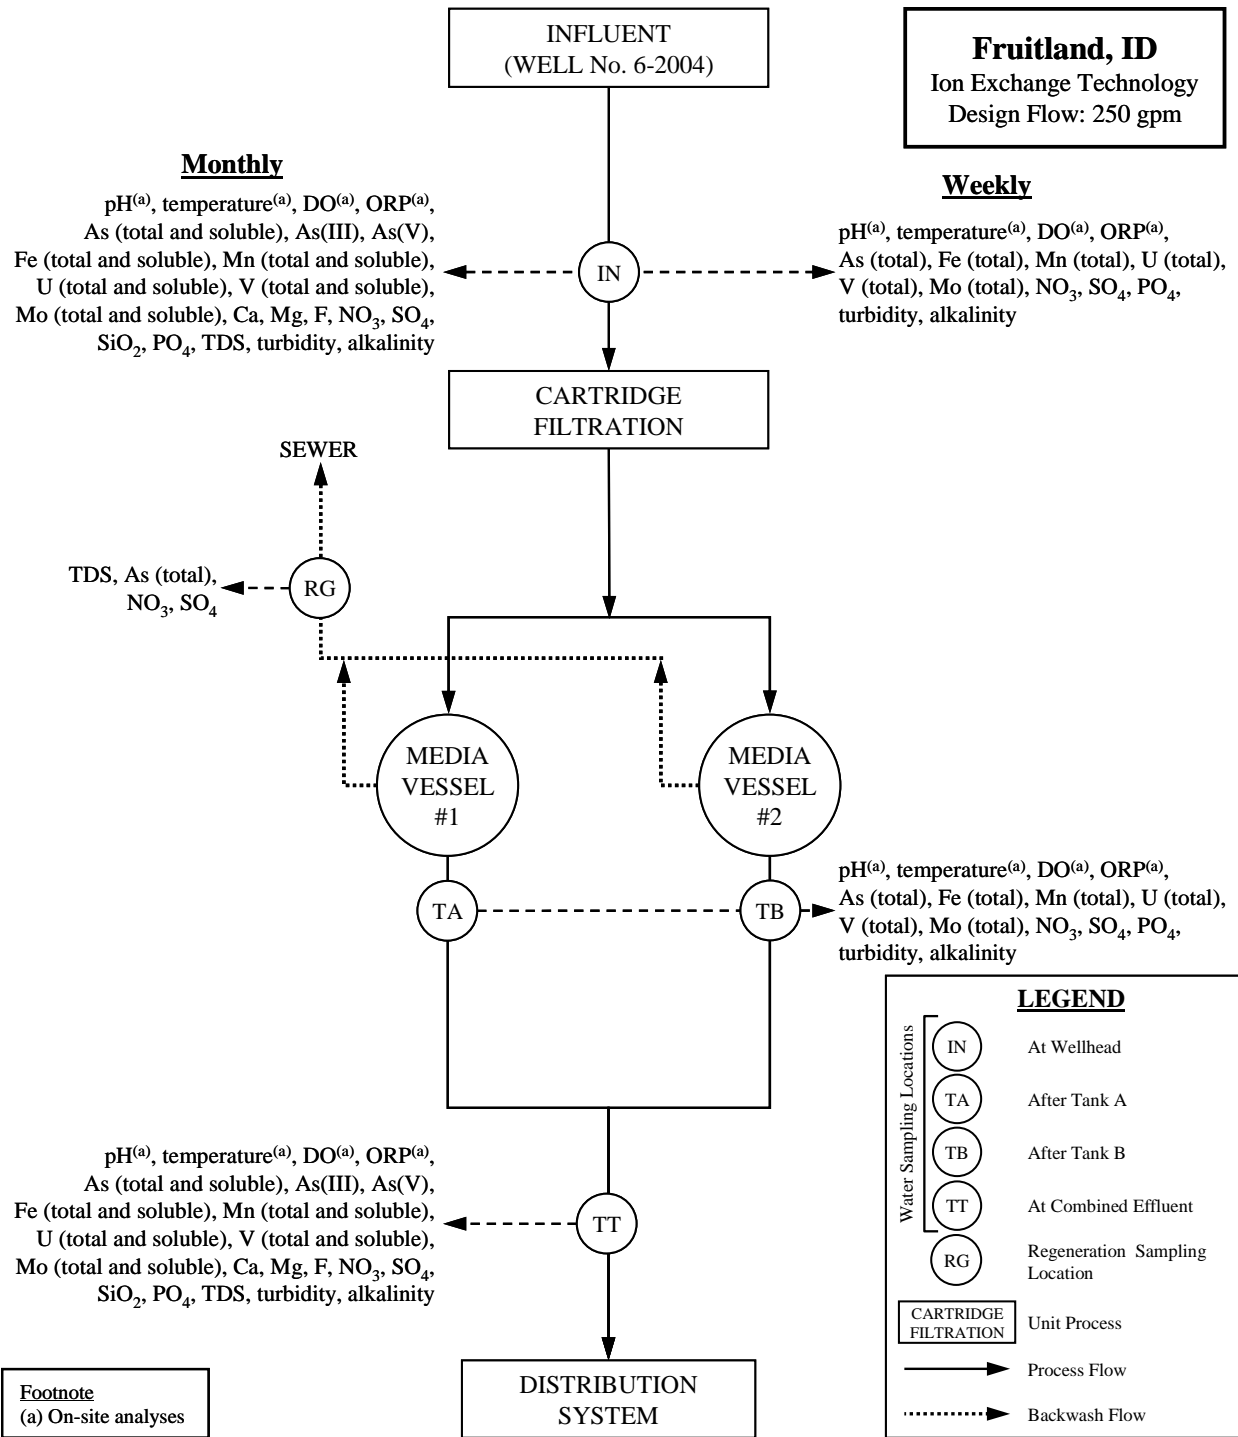 INFLUENT
(WELL No. 6-2004)
Fruitland, ID
Ion Exchange Technology
Design Flow: 250 gpm
Monthly
pH(a), temperature(a), DO(a), ORP(a),
As (total and soluble), As(III), As(V),
Fe (total and soluble), Mn (total and soluble),
U (total and soluble), V (total and soluble),
Mo (total and soluble), Ca, Mg, F, NO3, SO4,
SiO2, PO4, TDS, turbidity, alkalinity
IN
Weekly
pH(a), temperature(a), DO(a), ORP(a),
As (total), Fe (total), Mn (total), U (total),
V (total), Mo (total), NO3, SO4, PO4,
turbidity, alkalinity
CARTRIDGE
FILTRATION
SEWER
RG
TDS, As (total),
NO3, SO4
MEDIA
VESSEL
#1
MEDIA
VESSEL
#2
TA
TB
pH(a), temperature(a), DO(a), ORP(a),
As (total), Fe (total), Mn (total), U (total),
V (total), Mo (total), NO3, SO4, PO4,
turbidity, alkalinity
pH(a), temperature(a), DO(a), ORP(a),
As (total and soluble), As(III), As(V),
Fe (total and soluble), Mn (total and soluble),
U (total and soluble), V (total and soluble),
Mo (total and soluble), Ca, Mg, F, NO3, SO4,
SiO2, PO4, TDS, turbidity, alkalinity
TT
DISTRIBUTION
SYSTEM
Footnote
(a) On-site analyses
LEGEND
Water Sampling Locations
IN At Wellhead
TA After Tank A
TB After Tank B
TT At Combined Effluent
RG Regeneration Sampling
Location
CARTRIDGE
FILTRATION Unit Process
Process Flow
Backwash Flow